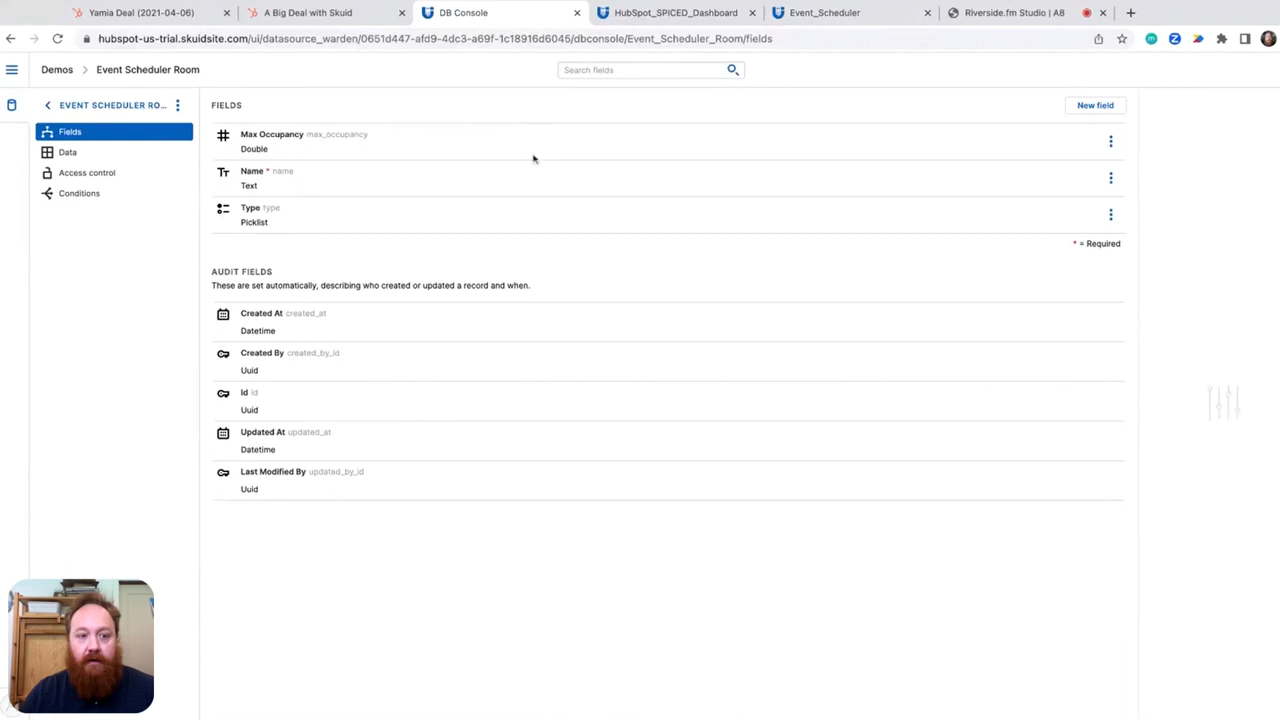 Yamia Deal (2021-04-06)
A Big Deal with Skuid
DB Console
HubSpot_SPICED_Dashboard
Event_Scheduler
Riverside.fm Studio | A8
hubspot-us-trial.skuidsite.com/ui/datasource_warden/0651d447-afd9-4dc3-a69f-1c18916d6045/dbconsole/Event_Scheduler_Room/fields
Demos > Event Scheduler Room
Search fields
EVENT SCHEDULER RO...
Fields
Data
Access control
Conditions
FIELDS
New field
Max Occupancy max_occupancy
Double
Name * name
Text
Type type
Picklist
* = Required
AUDIT FIELDS
These are set automatically, describing who created or updated a record and when.
Created At created_at
Datetime
Created By created_by_id
Uuid
Id id
Uuid
Updated At updated_at
Datetime
Last Modified By updated_by_id
Uuid